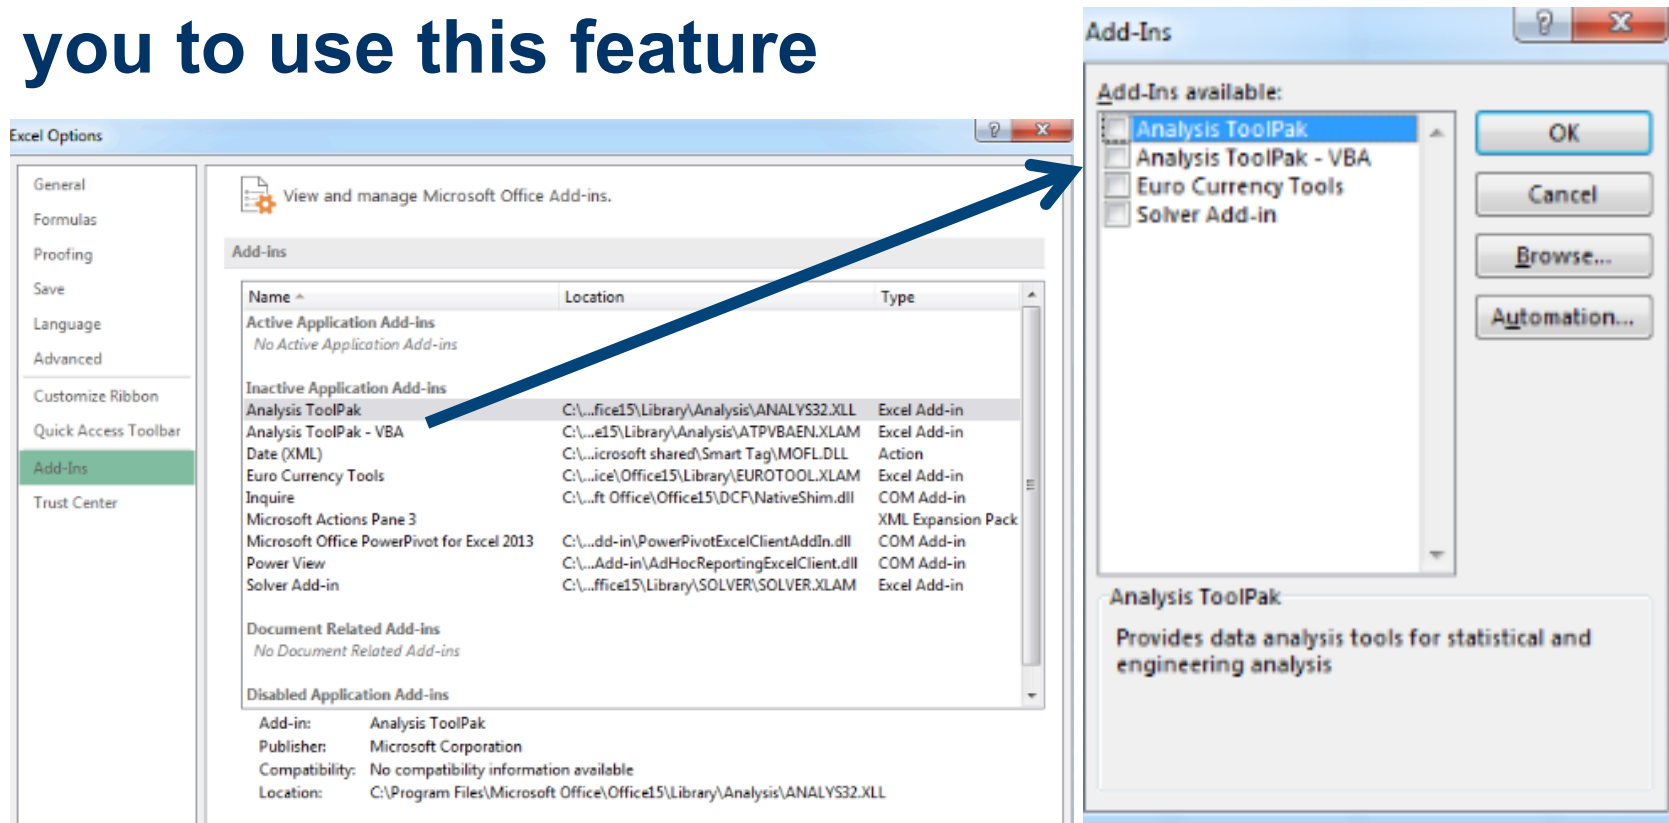 you to use this feature
Excel Options
General
Formulas
Proofing
Save
Language
Advanced
Customize Ribbon
Quick Access Toolbar
Add-Ins
Trust Center
View and manage Microsoft Office Add-ins.
Add-ins
Name Location Type
Active Application Add-ins
No Active Application Add-ins
Inactive Application Add-ins
Analysis ToolPak C:\...fice15\Library\Analysis\ANALYS32.XLL Excel Add-in
Analysis ToolPak - VBA C:\...e15\Library\Analysis\ATPVBAEN.XLAM Excel Add-in
Date (XML) C:\...icrosoft shared\Smart Tag\MOFL.DLL Action
Euro Currency Tools C:\...ice\Office15\Library\EUROTOOL.XLAM Excel Add-in
Inquire C:\...ft Office\Office15\DCF\NativeShim.dll COM Add-in
Microsoft Actions Pane 3 XML Expansion Pack
Microsoft Office PowerPivot for Excel 2013 C:\...dd-in\PowerPivotExcelClientAddIn.dll COM Add-in
Power View C:\...Add-in\AdHocReportingExcelClient.dll COM Add-in
Solver Add-in C:\...ffice15\Library\SOLVER\SOLVER.XLAM Excel Add-in
Document Related Add-ins
No Document Related Add-ins
Disabled Application Add-ins
Add-in: Analysis ToolPak
Publisher: Microsoft Corporation
Compatibility: No compatibility information available
Location: C:\Program Files\Microsoft Office\Office15\Library\Analysis\ANALYS32.XLL
Add-Ins
Add-Ins available:
Analysis ToolPak
Analysis ToolPak - VBA
Euro Currency Tools
Solver Add-in
OK
Cancel
Browse...
Automation...
Analysis ToolPak
Provides data analysis tools for statistical and
engineering analysis